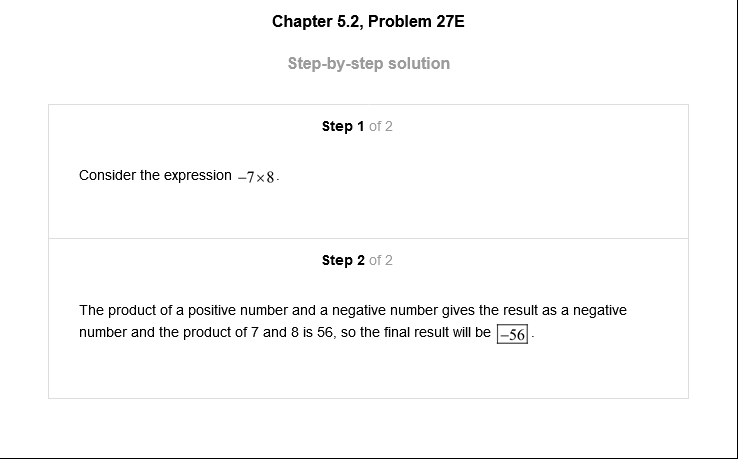 Chapter 5.2, Problem 27E
Step-by-step solution
Step 1 of 2
Consider the expression −7×8.
Step 2 of 2
The product of a positive number and a negative number gives the result as a negative
number and the product of 7 and 8 is 56, so the final result will be −56 .